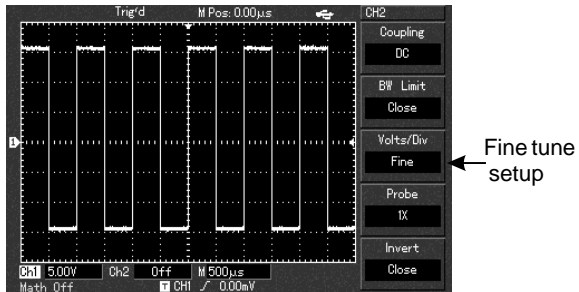 Trig'd M Pos: 0.00μs CH2
Coupling
DC
BW Limit
Close
Volts/Div
Fine
Probe
1X
Invert
Close
1
Ch1 5.00V Ch2 Off M 500μs
Math Off T CH1 / 0.00mV
Fine tune
setup